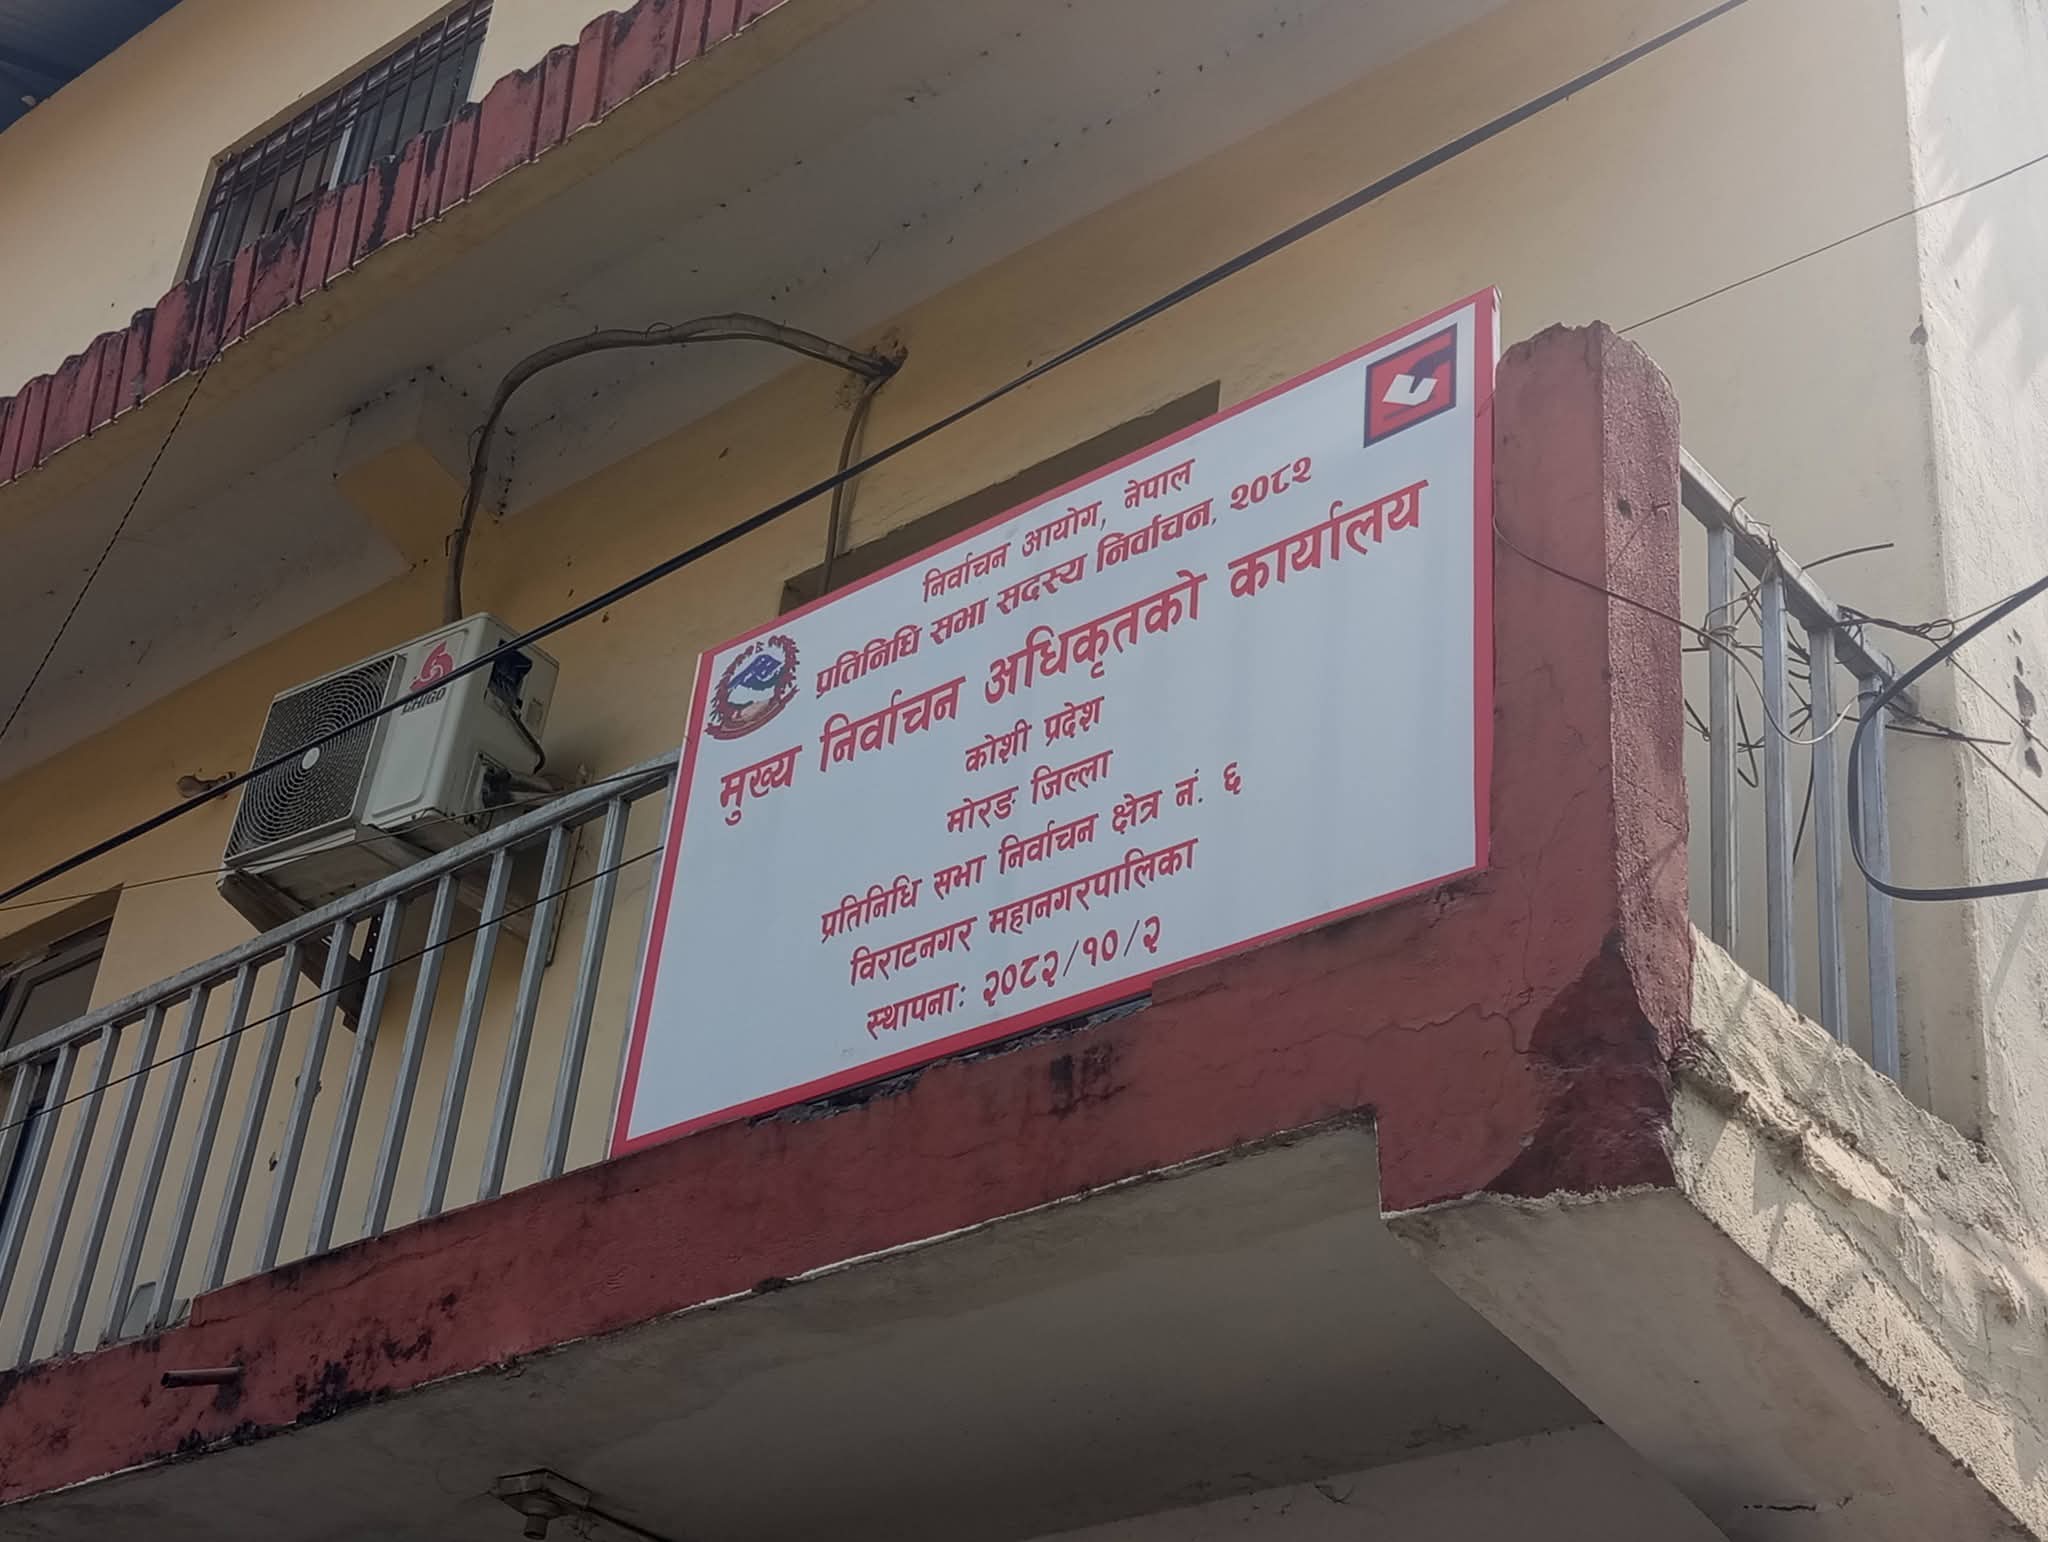 निर्वाचन आयोग, नेपाल
प्रतिनिधि सभा सदस्य निर्वाचन, २०८२
मुख्य निर्वाचन अधिकृतको कार्यालय
कोशी प्रदेश
मोरङ जिल्ला
प्रतिनिधि सभा निर्वाचन क्षेत्र नं. ६
विराटनगर महानगरपालिका
स्थापनाः २०८२/१०/२
CHIGO